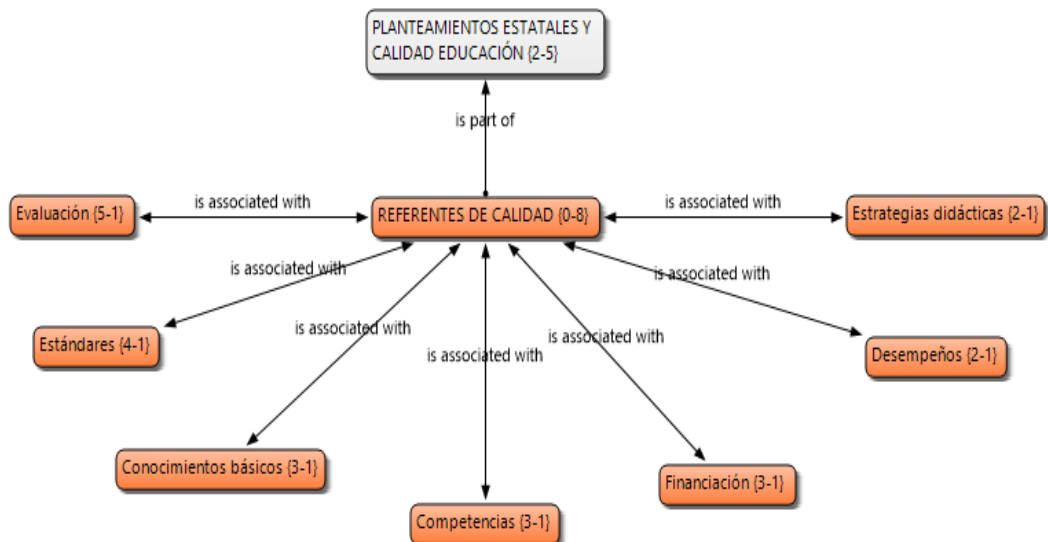 PLANTEAMIENTOS ESTATALES Y
CALIDAD EDUCACIÓN {2-5}
is part of
Evaluación {5-1}
is associated with
REFERENTES DE CALIDAD {0-8}
is associated with
Estrategias didácticas {2-1}
is associated with
is associated with
is associated with
is associated with
is associated with
Estándares {4-1}
Desempeños {2-1}
Conocimientos básicos {3-1}
Financiación {3-1}
Competencias {3-1}